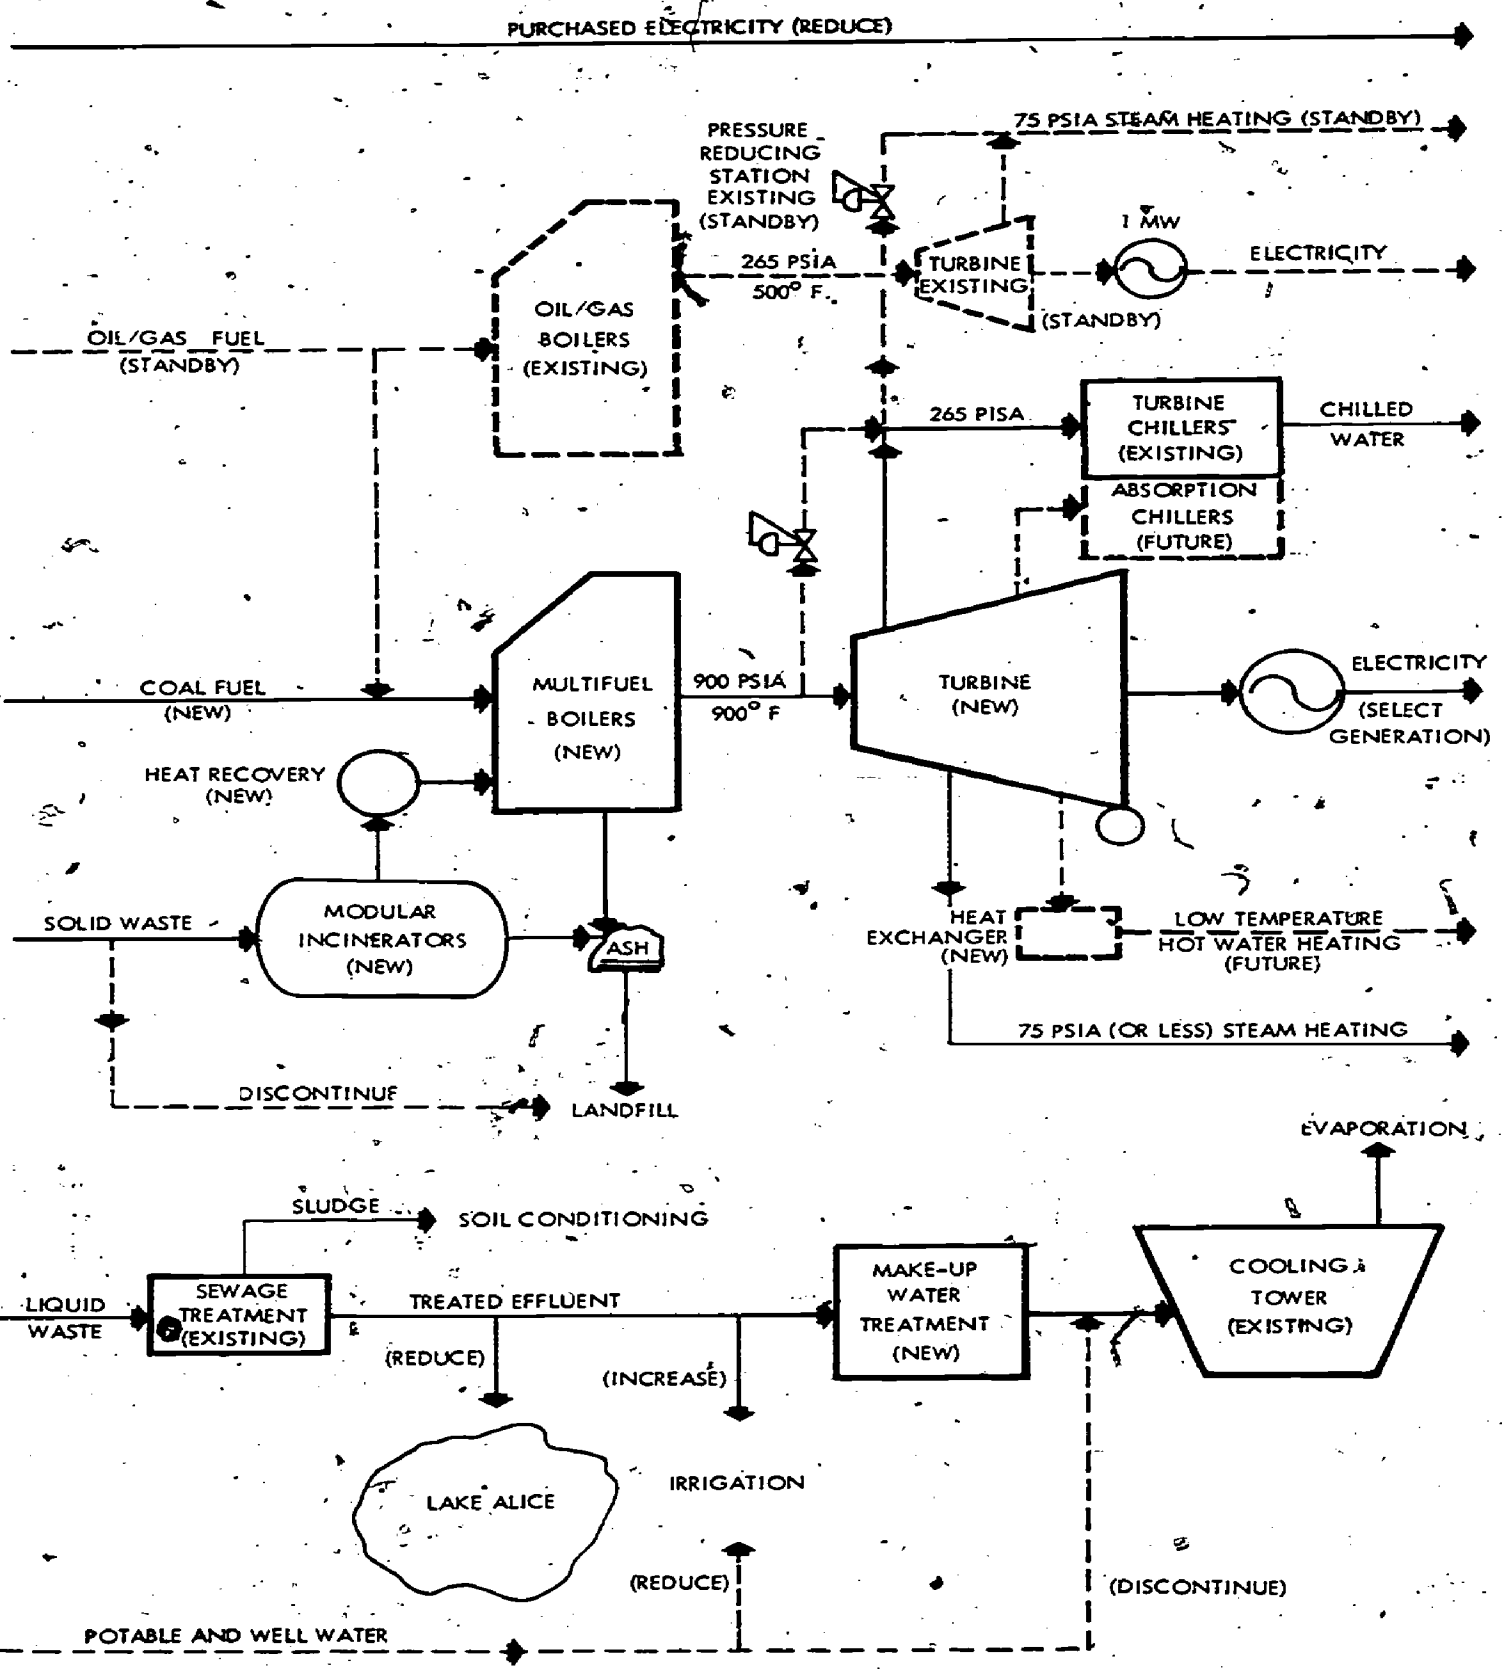 PURCHASED ELECTRICITY (REDUCE)
75 PSIA STEAM HEATING (STANDBY)
PRESSURE
REDUCING
STATION
EXISTING
(STANDBY)
1 MW
265 PSIA
500° F.
TURBINE
EXISTING
(STANDBY)
ELECTRICITY
OIL/GAS
BOILERS
(EXISTING)
OIL/GAS FUEL
(STANDBY)
265 PISA
TURBINE
CHILLERS
(EXISTING)
CHILLED
WATER
ABSORPTION
CHILLERS
(FUTURE)
COAL FUEL
(NEW)
MULTIFUEL
BOILERS
(NEW)
900 PSIA
900° F
TURBINE
(NEW)
ELECTRICITY
(SELECT
GENERATION)
HEAT RECOVERY
(NEW)
SOLID WASTE
MODULAR
INCINERATORS
(NEW)
ASH
HEAT
EXCHANGER
(NEW)
LOW TEMPERATURE
HOT WATER HEATING
(FUTURE)
75 PSIA (OR LESS) STEAM HEATING
DISCONTINUE
LANDFILL
EVAPORATION
SLUDGE
SOIL CONDITIONING
LIQUID
WASTE
SEWAGE
TREATMENT
(EXISTING)
TREATED EFFLUENT
MAKE-UP
WATER
TREATMENT
(NEW)
COOLING
TOWER
(EXISTING)
(REDUCE)
(INCREASE)
LAKE ALICE
IRRIGATION
(REDUCE)
(DISCONTINUE)
POTABLE AND WELL WATER